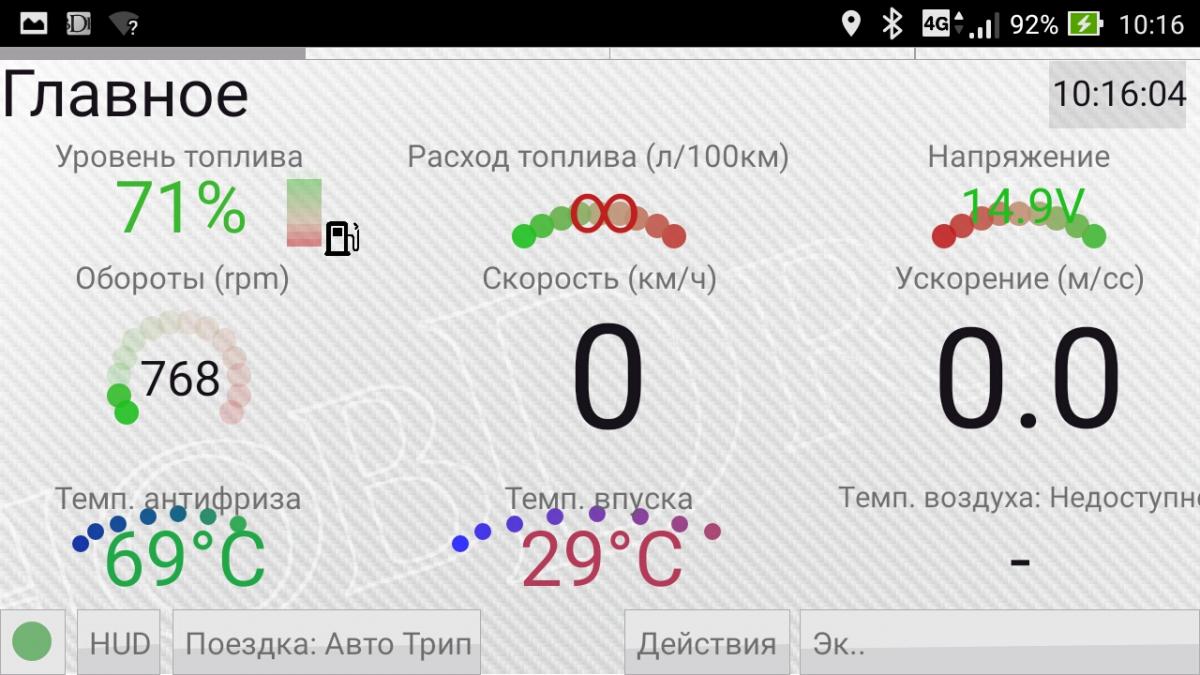 4G 92% 10:16
Главное
10:16:04
Уровень топлива
Расход топлива (л/100км)
Напряжение
71%
∞
14.9V
Обороты (rpm)
Скорость (км/ч)
Ускорение (м/сс)
768
0
0.0
Темп. антифриза
Темп. впуска
Темп. воздуха: Недоступно
69°C
29°C
-
HUD
Поездка: Авто Трип
Действия
Эк..